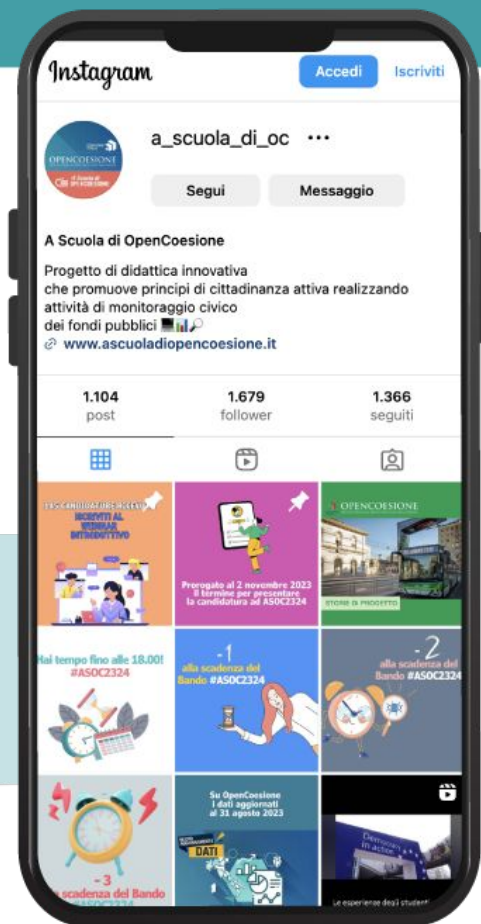 Instagram
Accedi
Iscriviti
a_scuola_di_oc
OPENCOESIONE
Segui
Messaggio
A Scuola di OpenCoesione
Progetto di didattica innovativa
che promuove principi di cittadinanza attiva realizzando
attività di monitoraggio civico
dei fondi pubblici
www.ascuoladiopencoesione.it
1.104
post
1.679
follower
1.366
seguiti
ISCRIVITI AL
WEBINAR
INTRODUTTIVO
Prorogato al 2 novembre 2023
Il termine per presentare
la candidatura ad ASOC2324
OPENCOESIONE
STORIE DI PROGETTO
Hai tempo fino alle 18.00!
#ASOC2324
-1
alla scadenza del
Bando #ASOC2324
-2
alla scadenza del
Bando #ASOC2324
-3
scadenza del Bando
Su OpenCoesione
I dati aggiornati
al 31 agosto 2023
DATI
Democracy
in action
Le esperienze degli studenti